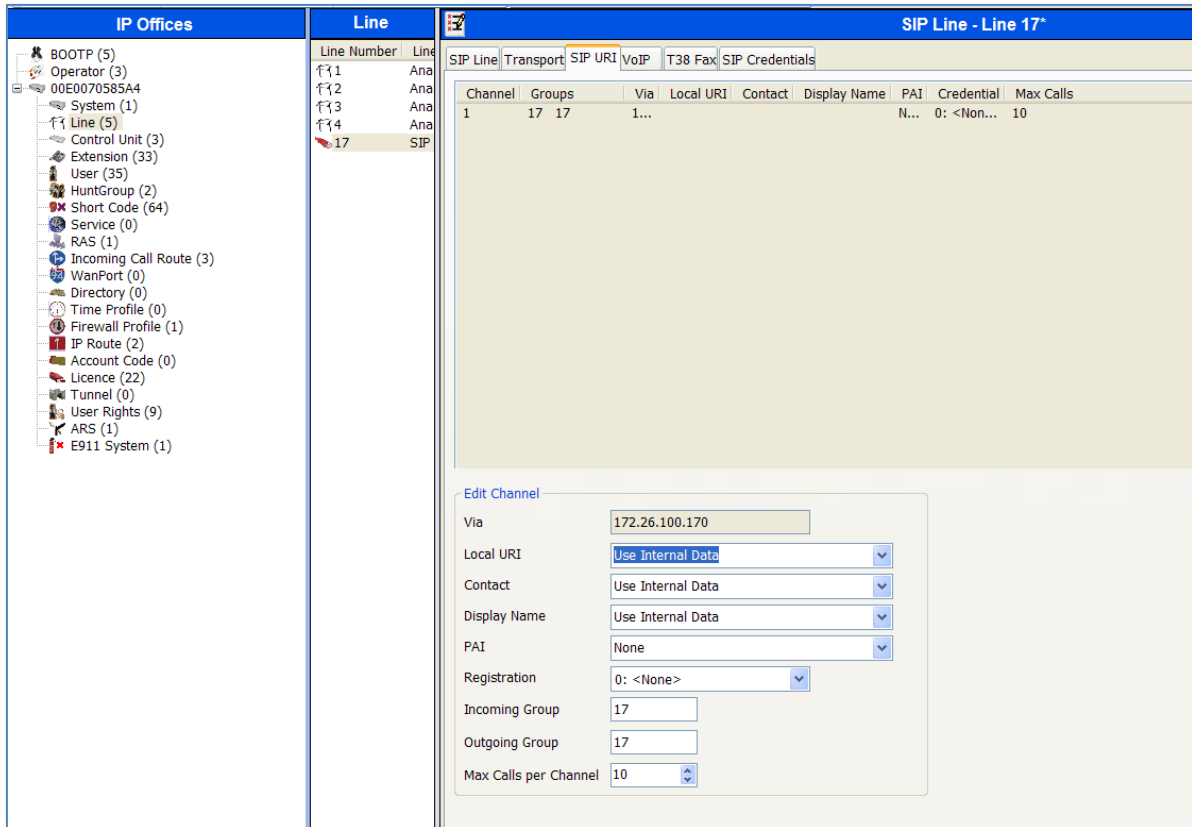 IP Offices
BOOTP (5)
Operator (3)
00E0070585A4
System (1)
Line (5)
Control Unit (3)
Extension (33)
User (35)
HuntGroup (2)
Short Code (64)
Service (0)
RAS (1)
Incoming Call Route (3)
WanPort (0)
Directory (0)
Time Profile (0)
Firewall Profile (1)
IP Route (2)
Account Code (0)
Licence (22)
Tunnel (0)
User Rights (9)
ARS (1)
E911 System (1)
Line
Line Number Line
1 Ana
2 Ana
3 Ana
4 Ana
17 SIP
SIP Line - Line 17*
SIP Line Transport SIP URI VoIP T38 Fax SIP Credentials
Channel Groups Via Local URI Contact Display Name PAI Credential Max Calls
1 17 17 1... N... 0: <Non... 10
Edit Channel
Via 172.26.100.170
Local URI Use Internal Data
Contact Use Internal Data
Display Name Use Internal Data
PAI None
Registration 0: <None>
Incoming Group 17
Outgoing Group 17
Max Calls per Channel 10